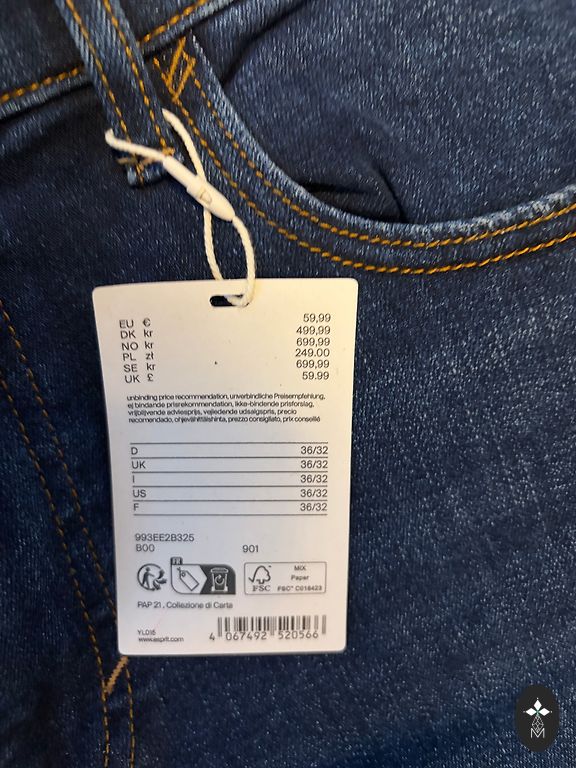 EU € 59,99
DK kr 499,99
NO kr 699,99
PL zł 249.00
SE kr 699,99
UK £ 59.99
unbinding price recommendation, unverbindliche Preisempfehlung,
ej bindande prisrekommendation, ikke-bindende prisforslag,
vrijblijvende adviesprijs, vejledende udsalgspris, precio
recomendado, ohjevähittäishinta, prezzo consigliato, prix conseillé
D 36/32
UK 36/32
I 36/32
US 36/32
F 36/32
993EE2B325
B00 901
FR
FSC
MIX
Paper
FSC® C018423
PAP 21 , Collezione di Carta
YL016
www.esprit.com
4 067492 520566
M